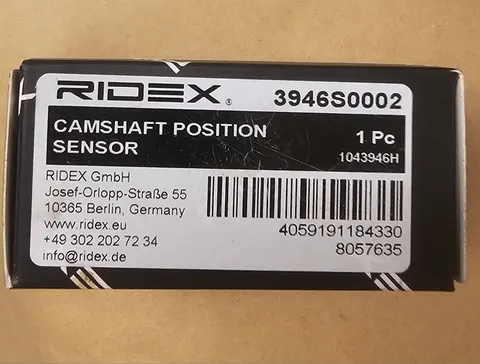 RIDEX® 3946S0002
CAMSHAFT POSITION
SENSOR
1 Pc
1043946H
RIDEX GmbH
Josef-Orlopp-Straße 55
10365 Berlin, Germany
www.ridex.eu
+49 302 202 72 34
info@ridex.de
4059191184330
8057635